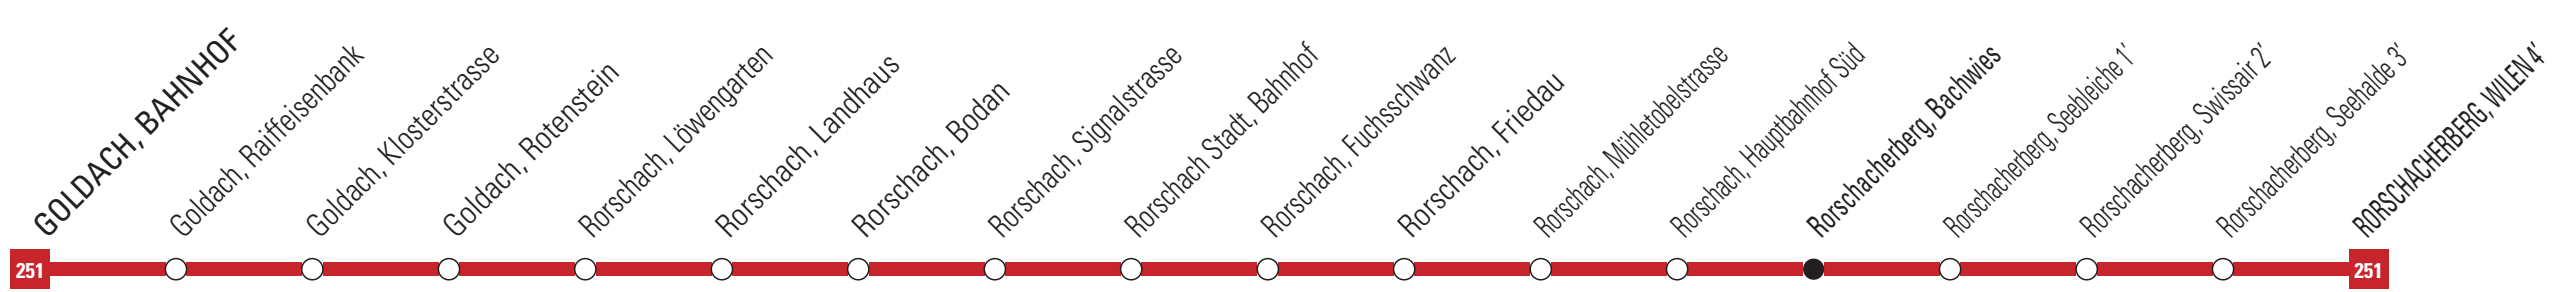 GOLDACH, BAHNHOF
Goldach, Raiffeisenbank
Goldach, Klosterstrasse
Goldach, Rotenstein
Rorschach, Löwengarten
Rorschach, Landhaus
Rorschach, Bodan
Rorschach, Signalstrasse
Rorschach Stadt, Bahnhof
Rorschach, Fuchsschwanz
Rorschach, Friedau
Rorschach, Mühletobelstrasse
Rorschach, Hauptbahnhof Süd
Rorschacherberg, Bachwies
Rorschacherberg, Seebleiche 1'
Rorschacherberg, Swissair 2'
Rorschacherberg, Seehalde 3'
RORSCHACHERBERG, WILEN 4'
251
251